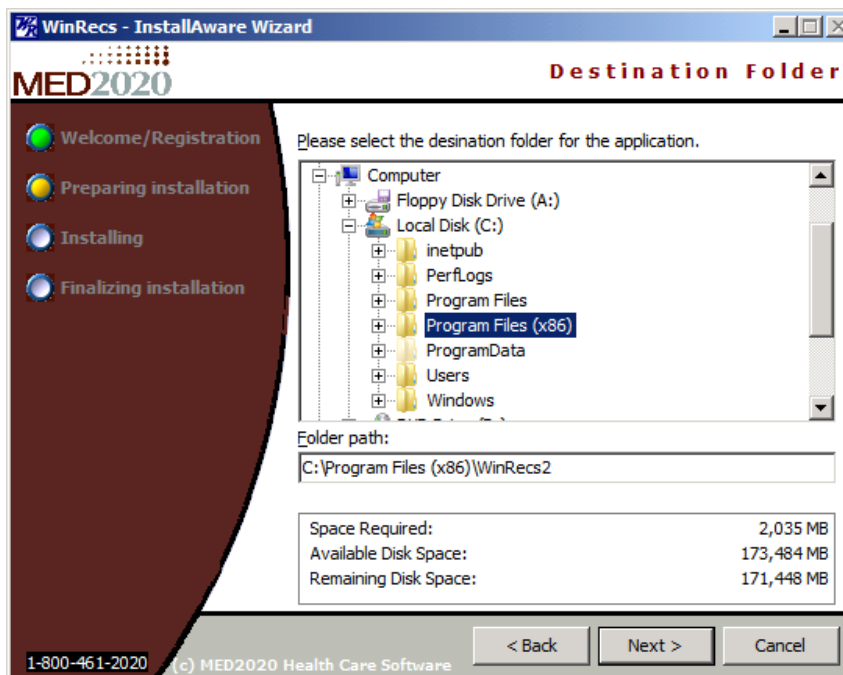 WinRecs - InstallAware Wizard
MED2020
Destination Folder
Welcome/Registration
Preparing installation
Installing
Finalizing installation
Please select the desination folder for the application.
Computer
Floppy Disk Drive (A:)
Local Disk (C:)
inetpub
PerfLogs
Program Files
Program Files (x86)
ProgramData
Users
Windows
Folder path:
C:\Program Files (x86)\WinRecs2
Space Required: 2,035 MB
Available Disk Space: 173,484 MB
Remaining Disk Space: 171,448 MB
< Back Next > Cancel
1-800-461-2020 (c) MED2020 Health Care Software